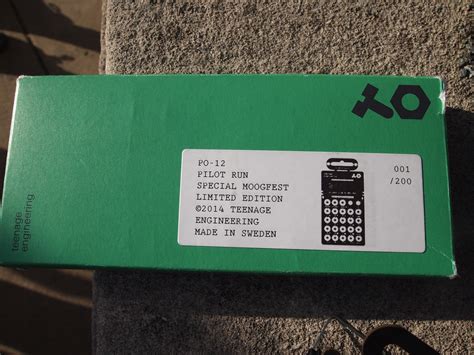 PO-12
PILOT RUN
SPECIAL MOOGFEST
LIMITED EDITION
©2014 TEENAGE
ENGINEERING
MADE IN SWEDEN
001
/200
teenage
engineering